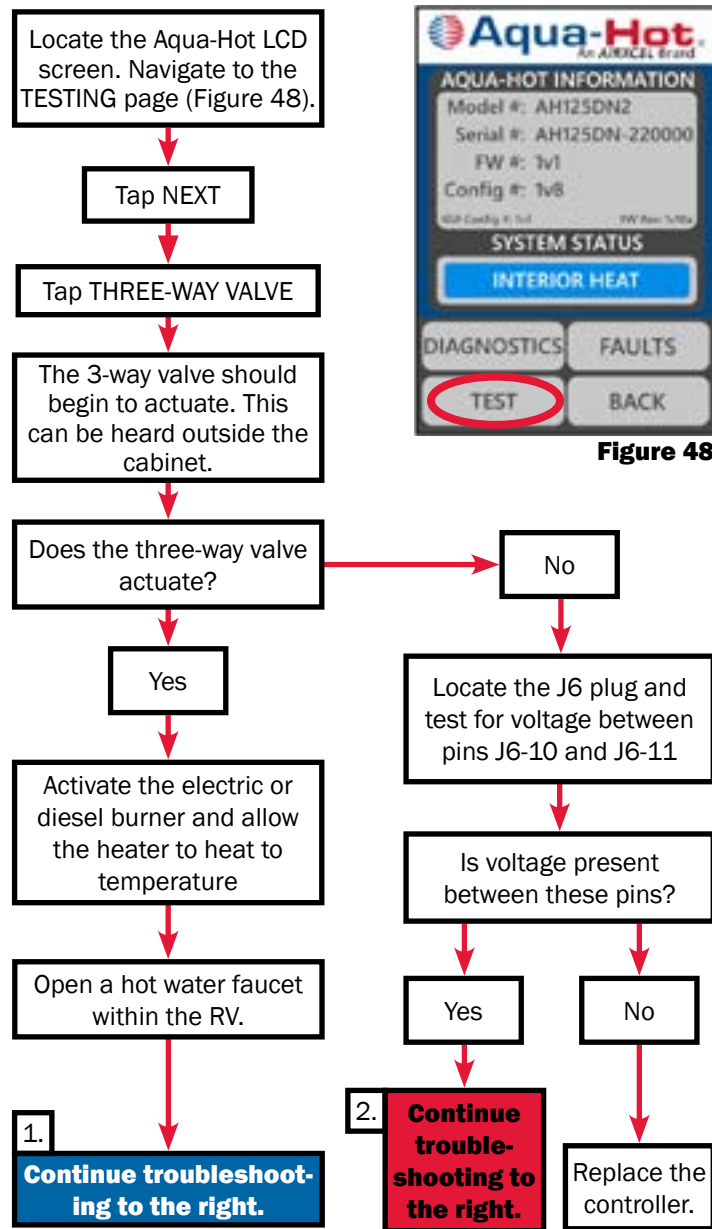 Locate the Aqua-Hot LCD
screen. Navigate to the
TESTING page (Figure 48).
Tap NEXT
Tap THREE-WAY VALVE
The 3-way valve should
begin to actuate. This
can be heard outside the
cabinet.
Does the three-way valve
actuate?
Aqua-Hot.
An AIRXCEL Brand
AQUA-HOT INFORMATION
Model #: AH125DN2
Serial #: AH125DN-220000
FW #: 1v1
Config #: 1v8
SYSTEM STATUS
INTERIOR HEAT
DIAGNOSTICS
FAULTS
TEST
BACK
Figure 48
Yes
Activate the electric or
diesel burner and allow
the heater to heat to
temperature
Open a hot water faucet
within the RV.
1.
Continue troubleshoot-
ing to the right.
No
Locate the J6 plug and
test for voltage between
pins J6-10 and J6-11
Is voltage present
between these pins?
Yes
2.
Continue
trouble-
shooting to
the right.
No
Replace the
controller.